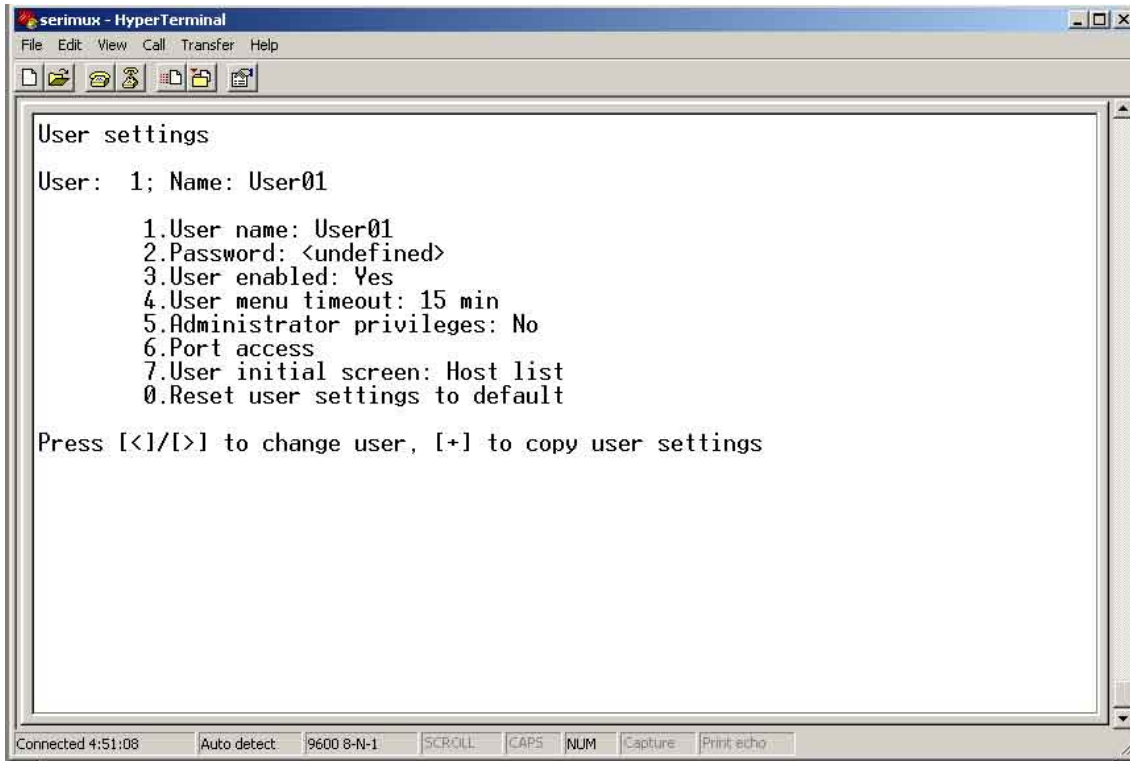 serimux - HyperTerminal
File Edit View Call Transfer Help
User settings
User:  1; Name: User01
1.User name: User01
2.Password: <undefined>
3.User enabled: Yes
4.User menu timeout: 15 min
5.Administrator privileges: No
6.Port access
7.User initial screen: Host list
0.Reset user settings to default
Press [<]/[>] to change user, [+] to copy user settings
Connected 4:51:08 Auto detect 9600 8-N-1 SCROLL CAPS NUM Capture Print echo